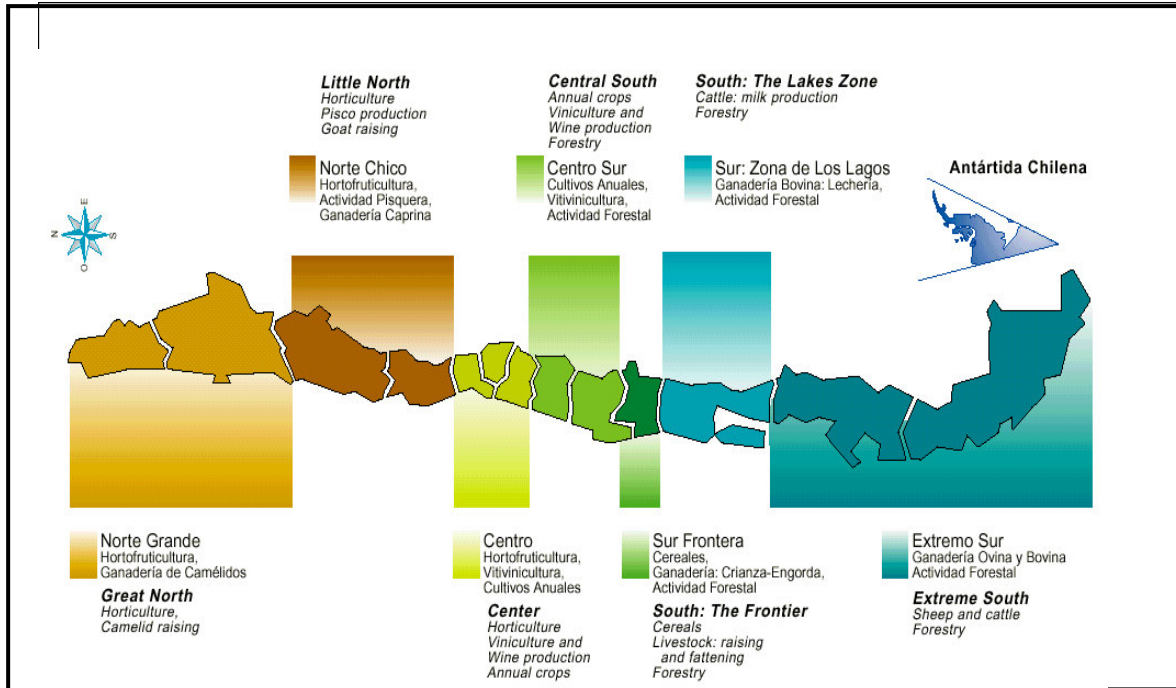 Little North
Horticulture
Pisco production
Goat raising
Norte Chico
Hortofruticultura,
Actividad Pisquera,
Ganadería Caprina
Central South
Annual crops
Viniculture and
Wine production
Forestry
Centro Sur
Cultivos Anuales,
Vitivinicultura,
Actividad Forestal
South: The Lakes Zone
Cattle: milk production
Forestry
Sur: Zona de Los Lagos
Ganadería Bovina: Lechería,
Actividad Forestal
Antártida Chilena
E
N
S
O
Norte Grande
Hortofruticultura,
Ganadería de Camélidos
Great North
Horticulture,
Camelid raising
Centro
Hortofruticultura,
Vitivinicultura,
Cultivos Anuales
Center
Horticulture
Viniculture and
Wine production
Annual crops
Sur Frontera
Cereales,
Ganadería: Crianza-Engorda,
Actividad Forestal
South: The Frontier
Cereals
Livestock: raising
and fattening
Forestry
Extremo Sur
Ganadería Ovina y Bovina
Actividad Forestal
Extreme South
Sheep and cattle
Forestry